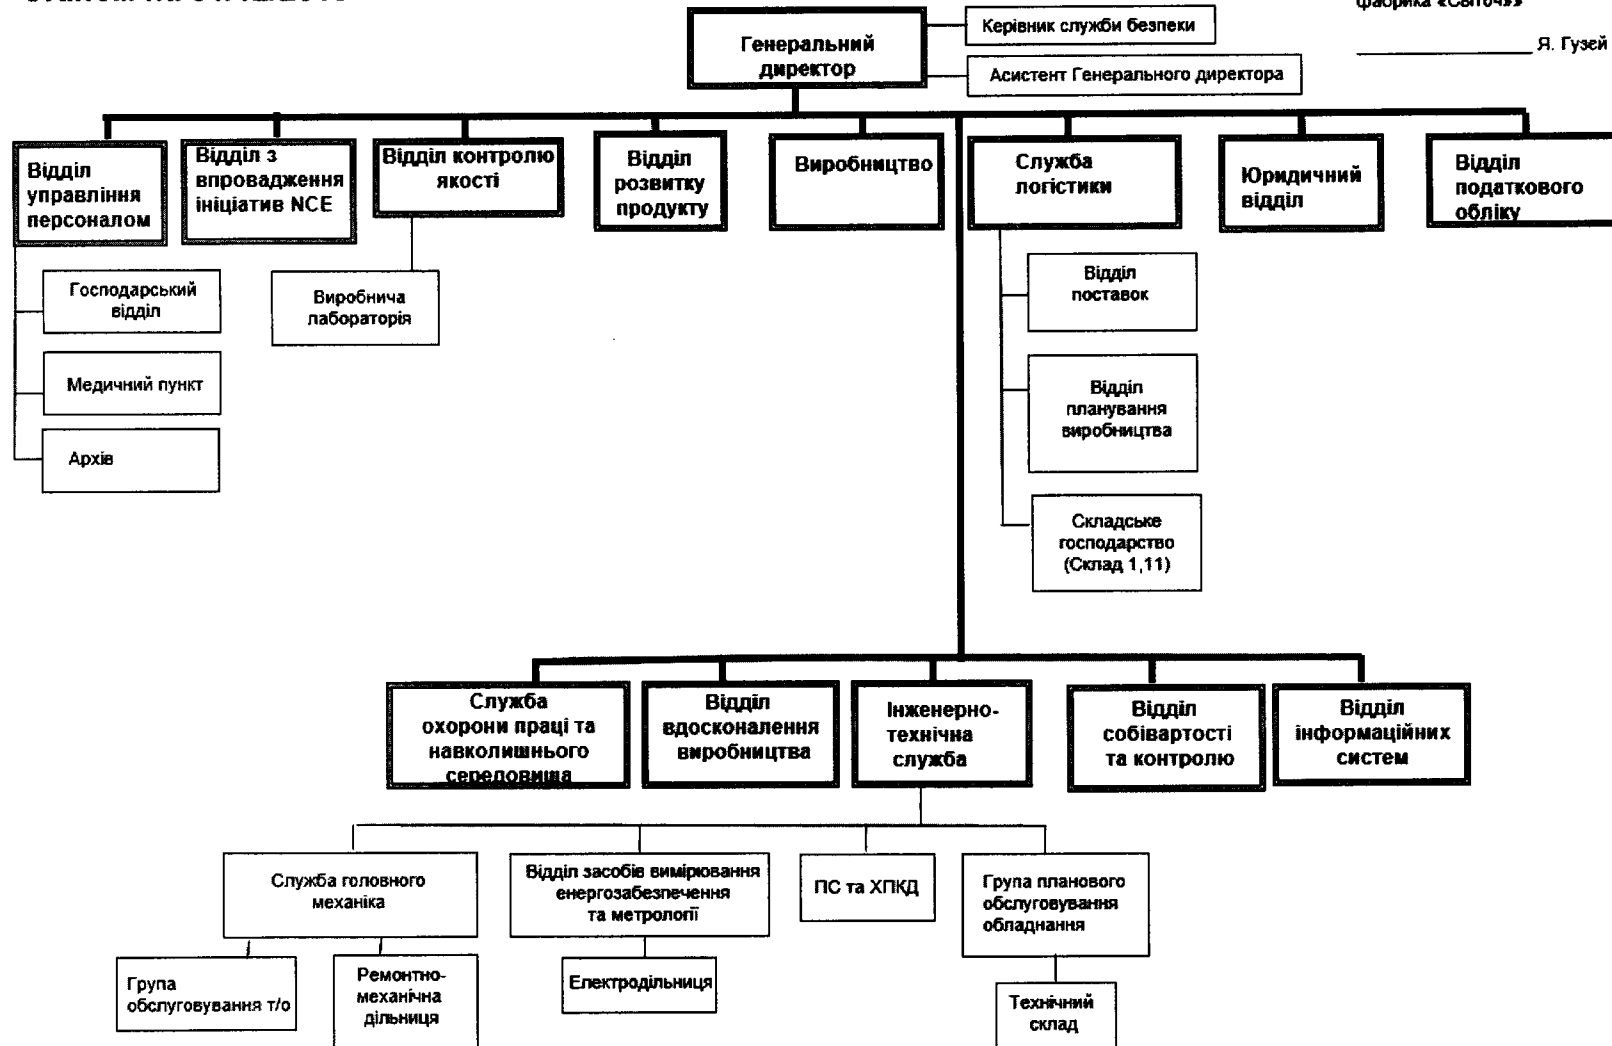 фабрика «Світоч»
Я. Гузей
Генеральний
директор
Керівник служби безпеки
Асистент Генерального директора
Відділ
управління
персоналом
Відділ з
впровадження
ініціатив NCE
Відділ контролю
якості
Відділ
розвитку
продукту
Виробництво
Служба
логістики
Юридичний
відділ
Відділ
податкового
обліку
Господарський
відділ
Медичний пункт
Архів
Виробнича
лабораторія
Відділ
поставок
Відділ
планування
виробництва
Складське
господарство
(Склад 1,11)
Служба
охорони праці та
навколишнього
середовища
Відділ
вдосконалення
виробництва
Інженерно-
технічна
служба
Відділ
собівартості
та контролю
Відділ
інформаційних
систем
Служба головного
механіка
Відділ засобів вимірювання
енергозабезпечення
та метрології
ПС та ХПКД
Група планового
обслуговування
обладнання
Група
обслуговування т/о
Ремонтно-
механічна
дільниця
Електродільниця
Технічний
склад